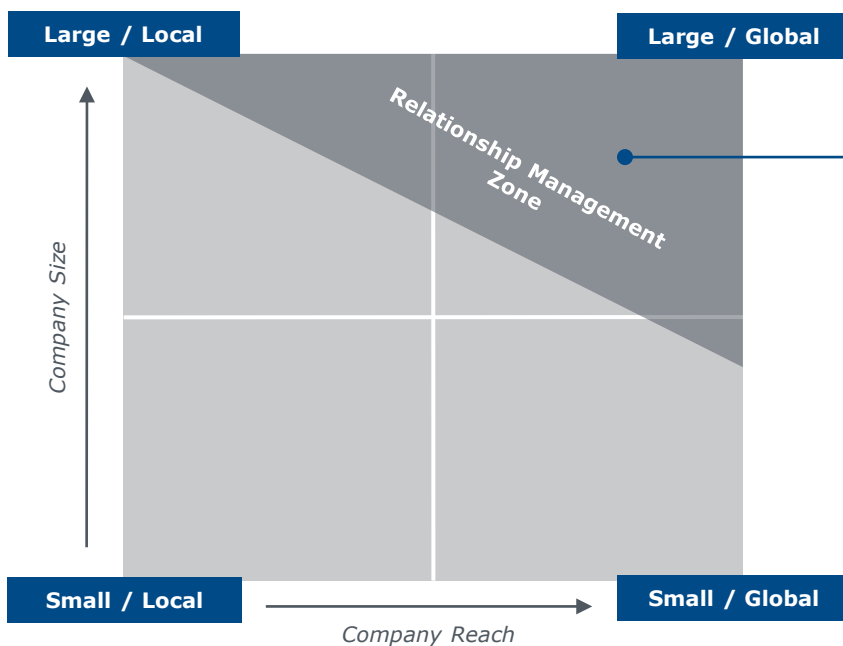 Large / Local
Large / Global
Relationship Management
Zone
Company Size
Small / Local
Small / Global
Company Reach